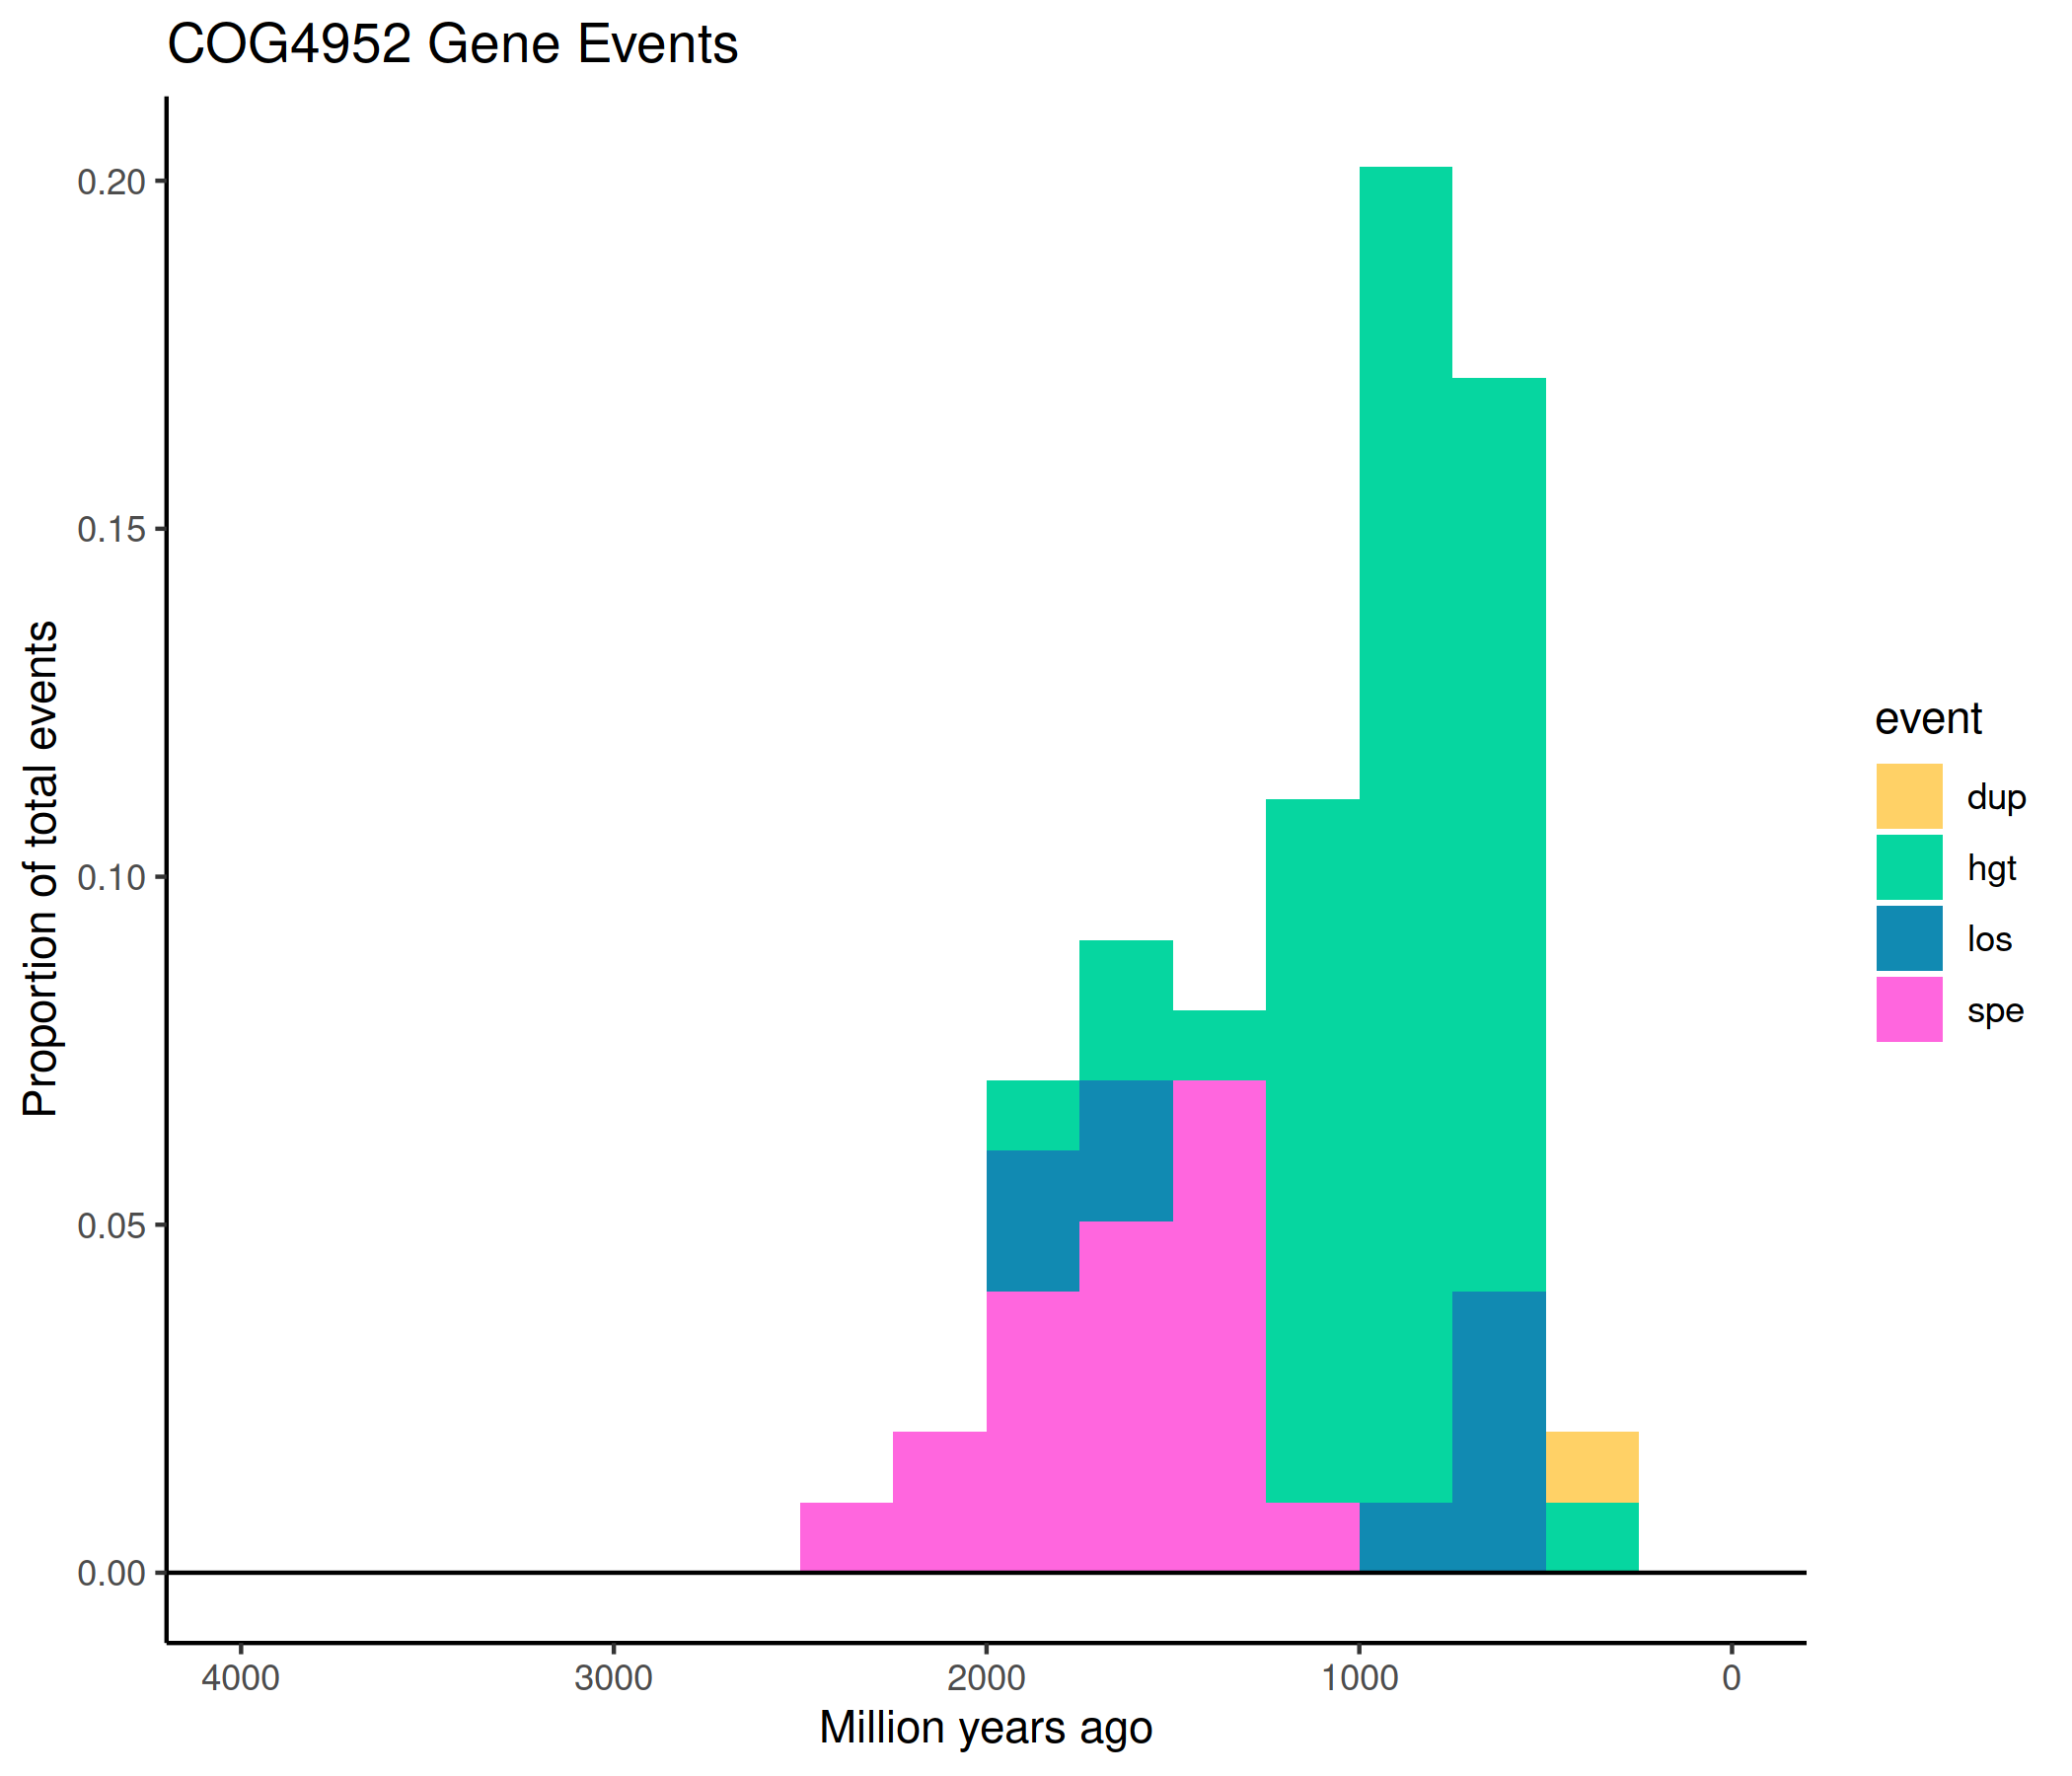 COG4952 Gene Events
Proportion of total events
0.20
0.15
0.10
0.05
0.00
4000 3000 2000 1000 0
Million years ago
event
dup
hgt
los
spe